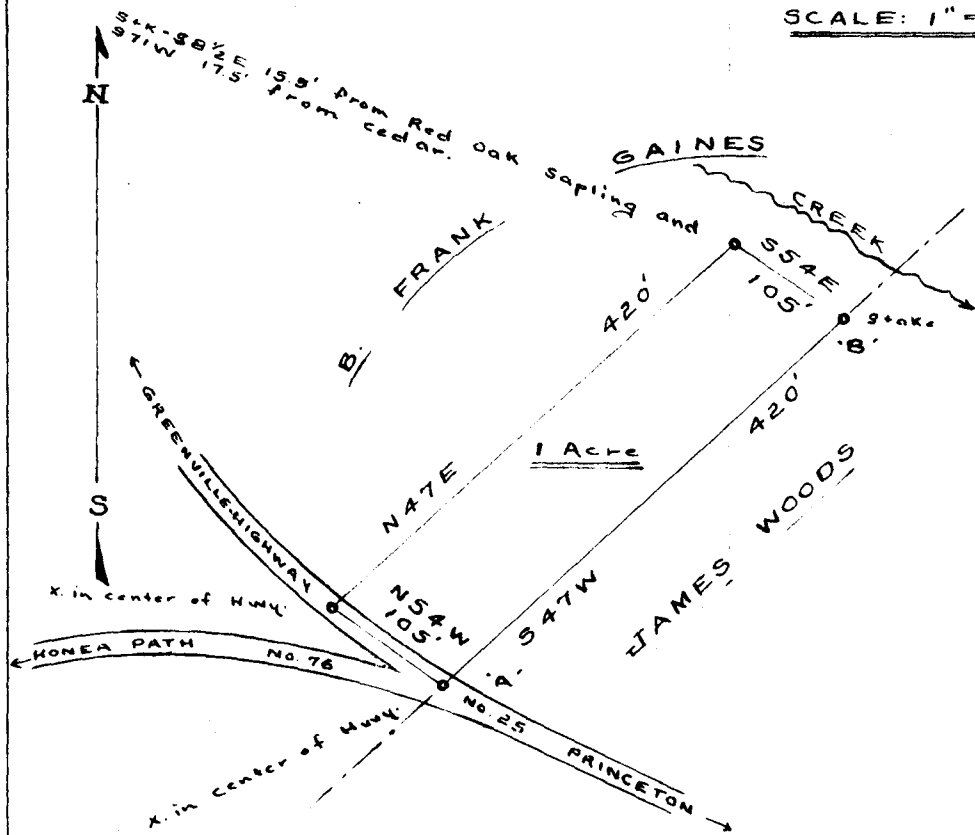 SCALE: 1"=
Stk-S8½E 15.5' from Red Oak sapling and
S71W 17.5' from cedar.
N
S
GAINES
CREEK
B. FRANK
S54E
105'
stake
'B'
420'
420'
1 Acre
N47E
S47W
JAMES WOODS
GREENVILLE-HIGHWAY
x. in center of Hwy.
N54W
105'
'A'
HONEA PATH NO. 76
NO. 25 PRINCETON
x. in center of Hwy.